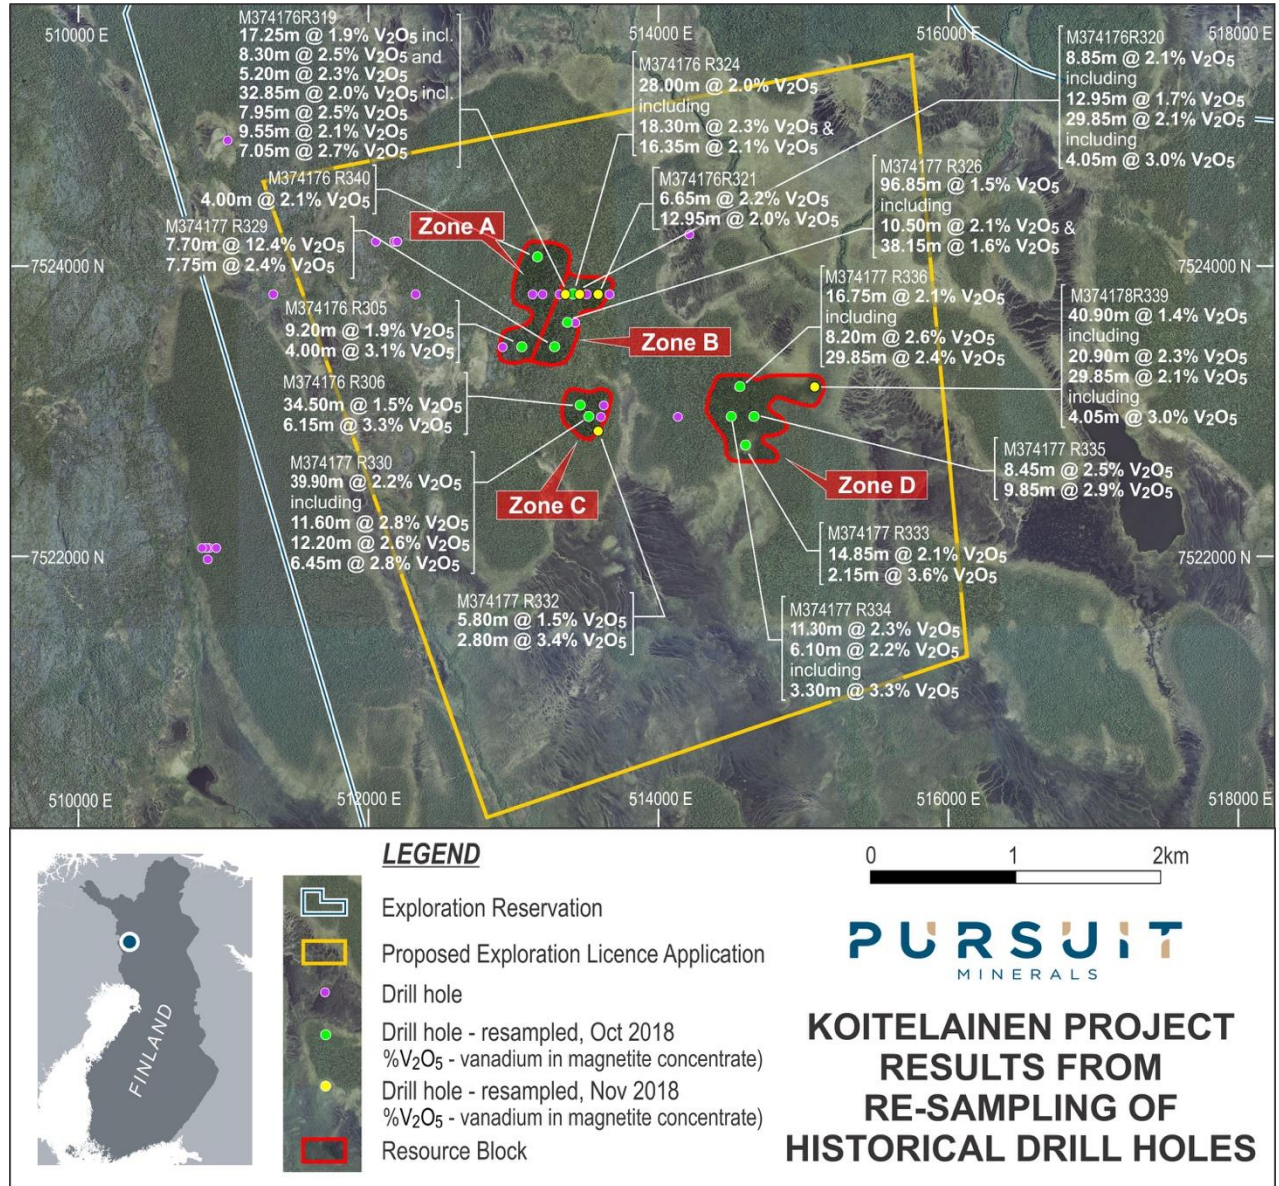 510000 E
514000 E
516000 E
518000 E
M374176R319
17.25m @ 1.9% V2O5 incl.
8.30m @ 2.5% V2O5 and
5.20m @ 2.3% V2O5
32.85m @ 2.0% V2O5 incl.
7.95m @ 2.5% V2O5
9.55m @ 2.1% V2O5
7.05m @ 2.7% V2O5
M374176 R324
28.00m @ 2.0% V2O5
including
18.30m @ 2.3% V2O5 &
16.35m @ 2.1% V2O5
M374176R320
8.85m @ 2.1% V2O5
including
12.95m @ 1.7% V2O5
29.85m @ 2.1% V2O5
including
4.05m @ 3.0% V2O5
M374176 R340
4.00m @ 2.1% V2O5
M374176R321
6.65m @ 2.2% V2O5
12.95m @ 2.0% V2O5
M374177 R326
96.85m @ 1.5% V2O5
including
10.50m @ 2.1% V2O5 &
38.15m @ 1.6% V2O5
M374177 R329
7.70m @ 12.4% V2O5
7.75m @ 2.4% V2O5
Zone A
7524000 N
7524000 N
M374177 R336
16.75m @ 2.1% V2O5
including
8.20m @ 2.6% V2O5
29.85m @ 2.4% V2O5
M374178R339
40.90m @ 1.4% V2O5
including
20.90m @ 2.3% V2O5
29.85m @ 2.1% V2O5
including
4.05m @ 3.0% V2O5
M374176 R305
9.20m @ 1.9% V2O5
4.00m @ 3.1% V2O5
Zone B
M374176 R306
34.50m @ 1.5% V2O5
6.15m @ 3.3% V2O5
M374177 R330
39.90m @ 2.2% V2O5
including
11.60m @ 2.8% V2O5
12.20m @ 2.6% V2O5
6.45m @ 2.8% V2O5
Zone C
Zone D
M374177 R335
8.45m @ 2.5% V2O5
9.85m @ 2.9% V2O5
M374177 R333
14.85m @ 2.1% V2O5
2.15m @ 3.6% V2O5
7522000 N
7522000 N
M374177 R332
5.80m @ 1.5% V2O5
2.80m @ 3.4% V2O5
M374177 R334
11.30m @ 2.3% V2O5
6.10m @ 2.2% V2O5
including
3.30m @ 3.3% V2O5
510000 E
512000 E
514000 E
516000 E
518000 E
FINLAND
LEGEND
Exploration Reservation
Proposed Exploration Licence Application
Drill hole
Drill hole - resampled, Oct 2018
%V2O5 - vanadium in magnetite concentrate)
Drill hole - resampled, Nov 2018
%V2O5 - vanadium in magnetite concentrate)
Resource Block
0 1 2km
PURSUIT
MINERALS
KOITELAINEN PROJECT
RESULTS FROM
RE-SAMPLING OF
HISTORICAL DRILL HOLES